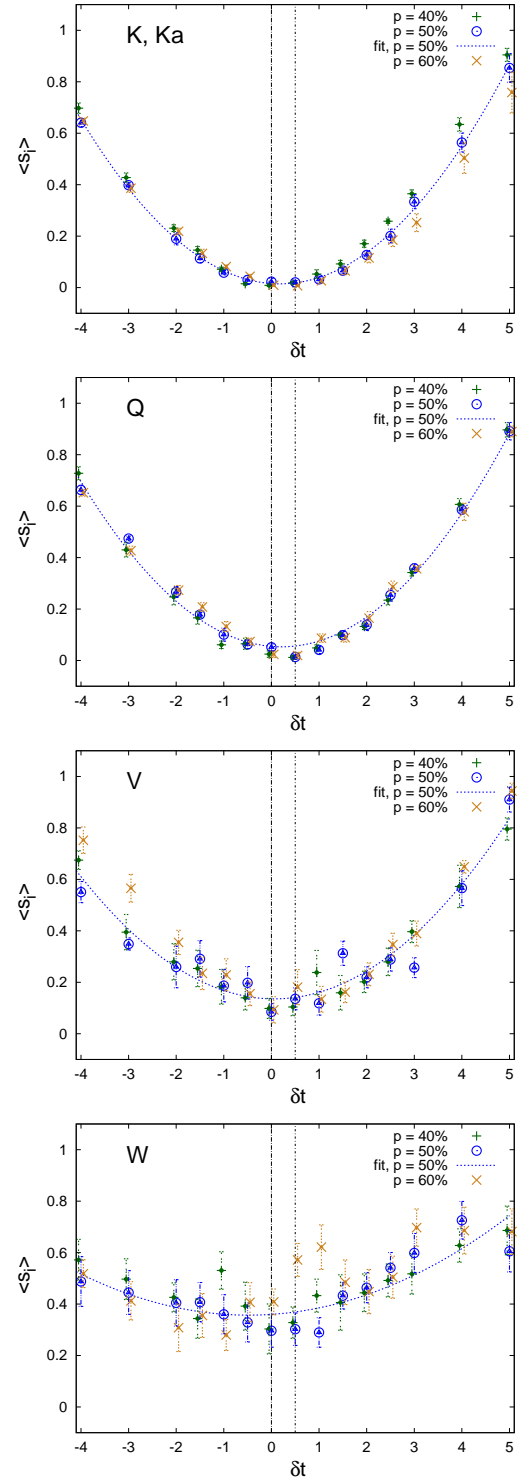 K, Ka
p = 40%
p = 50%
fit, p = 50%
p = 60%
<s_i>
1
0.8
0.6
0.4
0.2
0
-4 -3 -2 -1 0 1 2 3 4 5
δt
Q
p = 40%
p = 50%
fit, p = 50%
p = 60%
<s_i>
1
0.8
0.6
0.4
0.2
0
-4 -3 -2 -1 0 1 2 3 4 5
δt
V
p = 40%
p = 50%
fit, p = 50%
p = 60%
<s_i>
1
0.8
0.6
0.4
0.2
0
-4 -3 -2 -1 0 1 2 3 4 5
δt
W
p = 40%
p = 50%
fit, p = 50%
p = 60%
<s_i>
1
0.8
0.6
0.4
0.2
0
-4 -3 -2 -1 0 1 2 3 4 5
δt